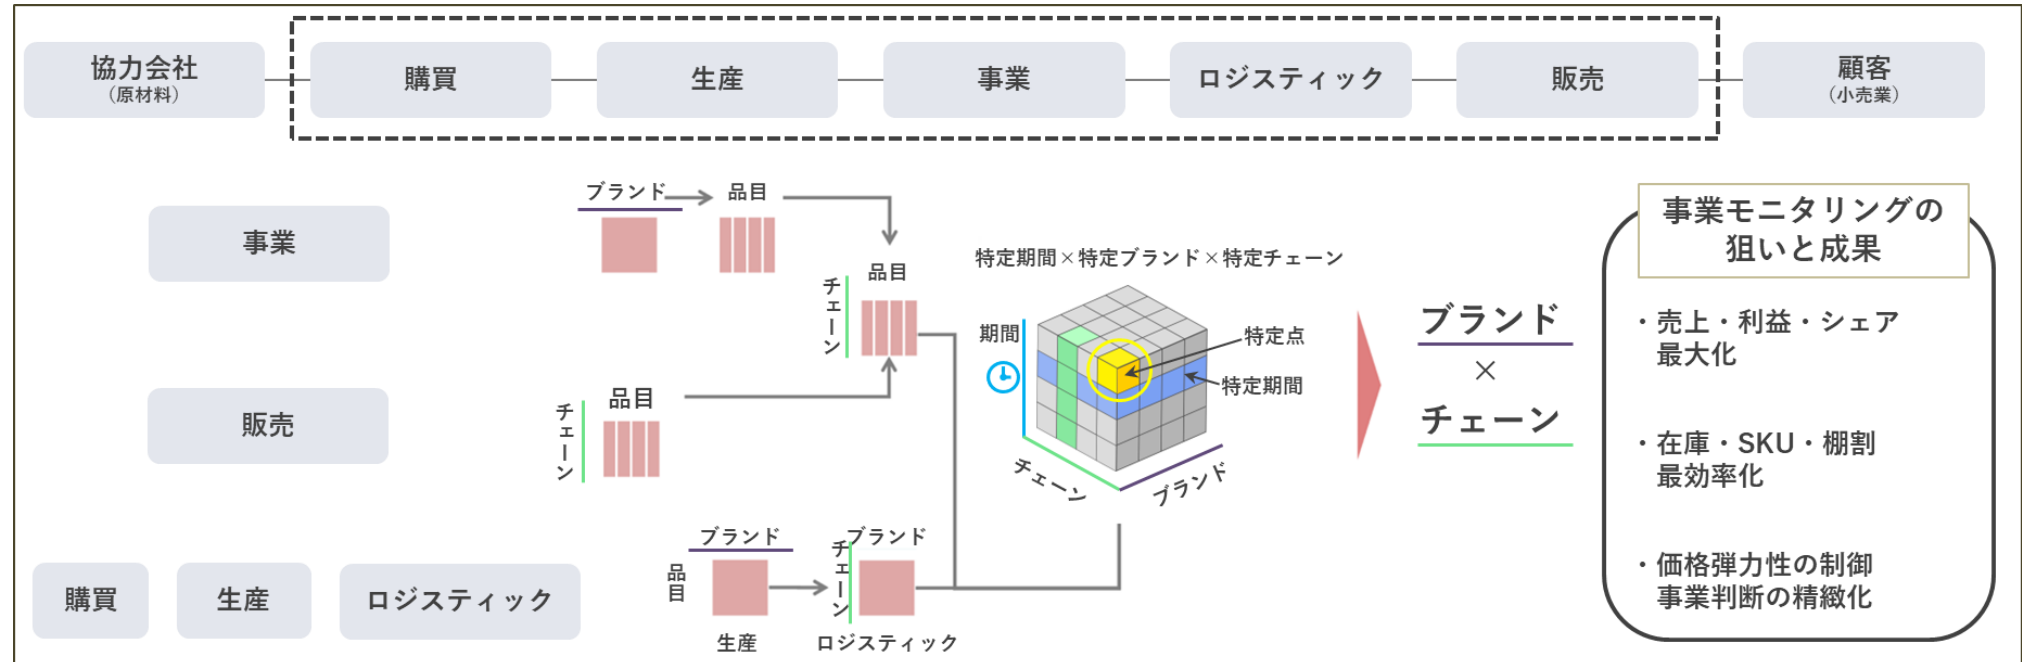 協力会社
（原材料）
購買
生産
事業
ロジスティック
販売
顧客
（小売業）
事業
ブランド
品目
チェーン
品目
販売
チェーン
品目
購買
生産
ロジスティック
ブランド
品目
生産
ブランド
チェーン
ロジスティック
特定期間×特定ブランド×特定チェーン
期間
特定点
特定期間
チェーン
ブランド
ブランド
×
チェーン
事業モニタリングの
狙いと成果
・売上・利益・シェア
最大化
・在庫・SKU・棚割
最効率化
・価格弾力性の制御
事業判断の精緻化